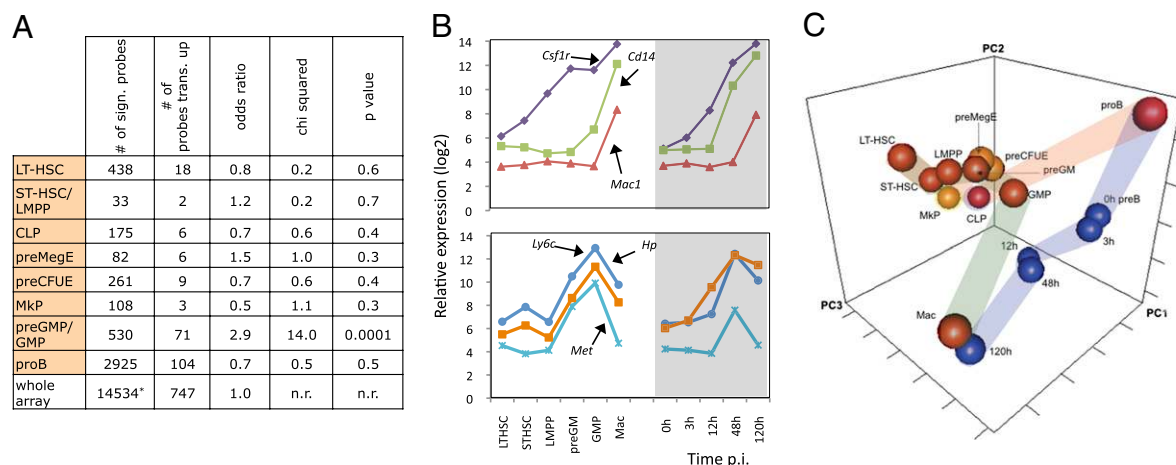 A
# of sign. probes
# of probes trans. up
odds ratio
chi squared
p value
LT-HSC 438 18 0.8 0.2 0.6
ST-HSC/ LMPP 33 2 1.2 0.2 0.7
CLP 175 6 0.7 0.6 0.4
preMegE 82 6 1.5 1.0 0.3
preCFUE 261 9 0.7 0.6 0.4
MkP 108 3 0.5 1.1 0.3
preGMP/ GMP 530 71 2.9 14.0 0.0001
proB 2925 104 0.7 0.5 0.5
whole array 14534* 747 1.0 n.r. n.r.
B
Relative expression (log2)
14
12
10
8
6
4
2
0
Csf1r
Cd14
Mac1
14
12
10
8
6
4
2
0
Ly6c
Hp
Met
LTHSC
STHSC
LMPP
preGM
GMP
Mac
0h
3h
12h
48h
120h
Time p.i.
C
PC2
proB
preMegE
LT-HSC
LMPP
preCFUE
preGM
ST-HSC
GMP
MkP
CLP
0h preB
3h
12h
48h
PC3
PC1
Mac
120h